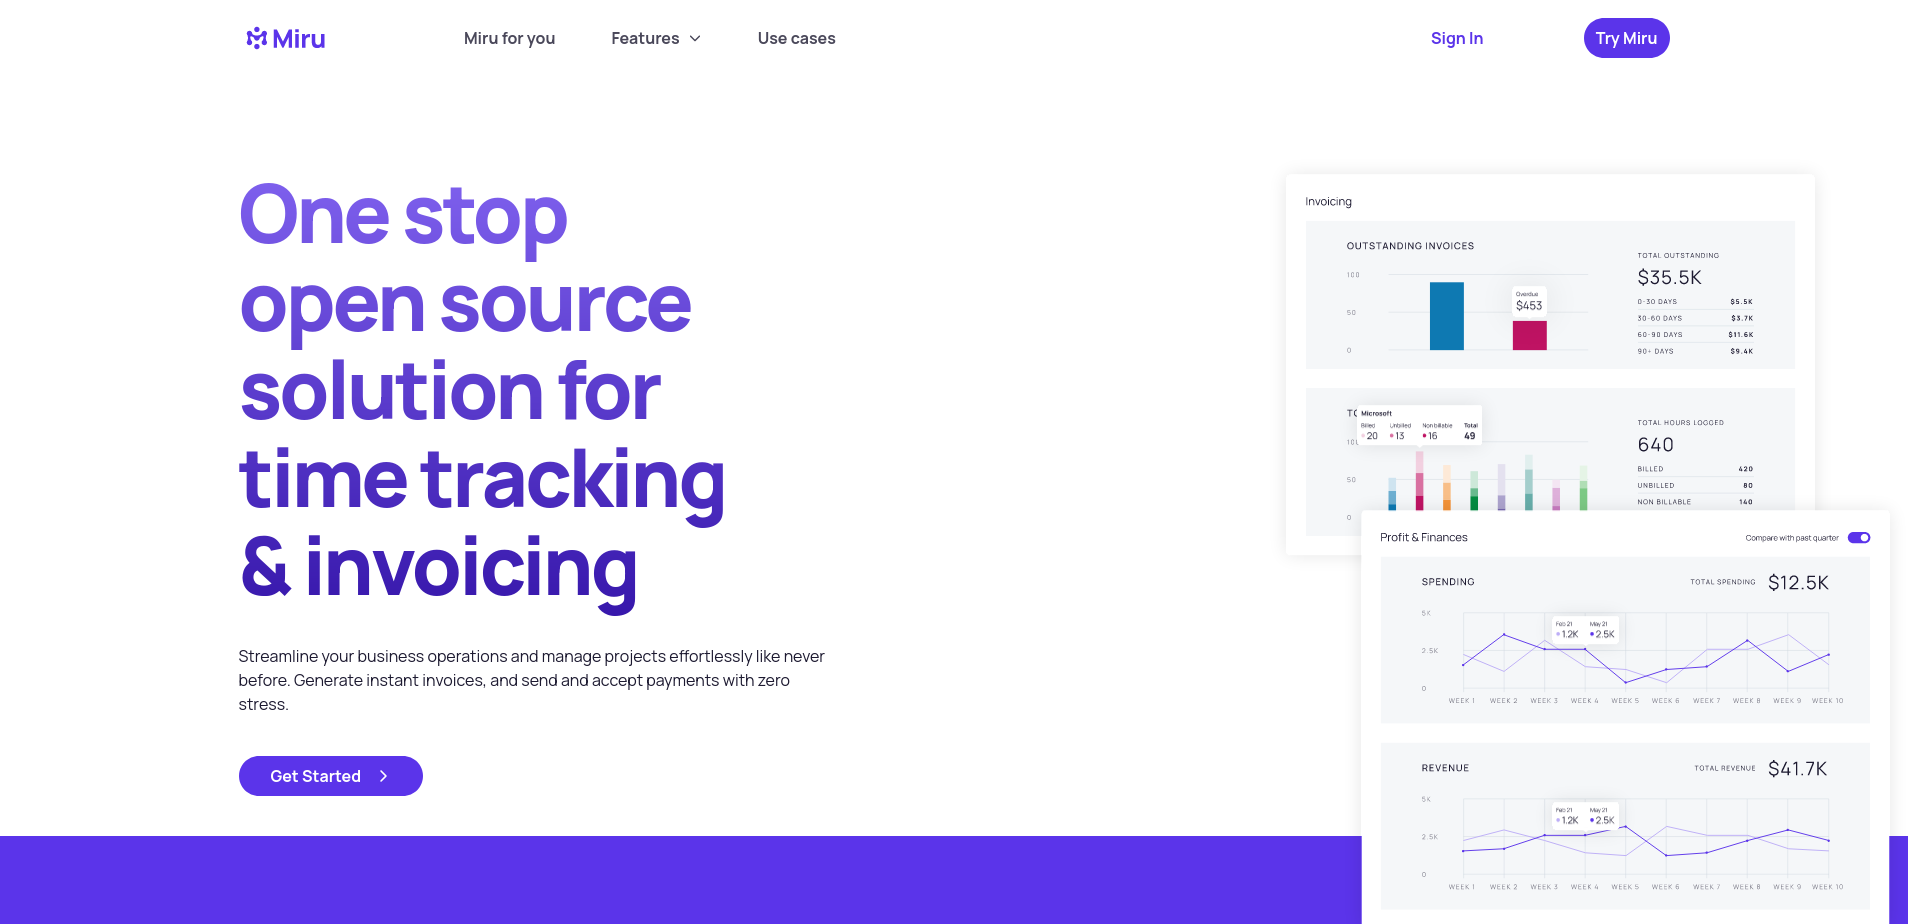 Miru
Miru for you
Features
Use cases
Sign In
Try Miru
One stop
open source
solution for
time tracking
& invoicing
Streamline your business operations and manage projects effortlessly like never
before. Generate instant invoices, and send and accept payments with zero
stress.
Get Started
Invoicing
OUTSTANDING INVOICES
100
50
0
Overdue
$453
TOTAL OUTSTANDING
$35.5K
0-30 DAYS $5.5K
30-60 DAYS $3.7K
60-90 DAYS $11.6K
90+ DAYS $9.4K
Microsoft
Billed Unbilled Non billable Total
20 13 16 49
50
0
TOTAL HOURS LOGGED
640
BILLED 420
UNBILLED 80
NON BILLABLE 140
Profit & Finances
Compare with past quarter
SPENDING
TOTAL SPENDING $12.5K
5K
2.5K
0
Feb 21 May 21
1.2K 2.5K
WEEK 1 WEEK 2 WEEK 3 WEEK 4 WEEK 5 WEEK 6 WEEK 7 WEEK 8 WEEK 9 WEEK 10
REVENUE
TOTAL REVENUE $41.7K
5K
2.5K
0
Feb 21 May 21
1.2K 2.5K
WEEK 1 WEEK 2 WEEK 3 WEEK 4 WEEK 5 WEEK 6 WEEK 7 WEEK 8 WEEK 9 WEEK 10